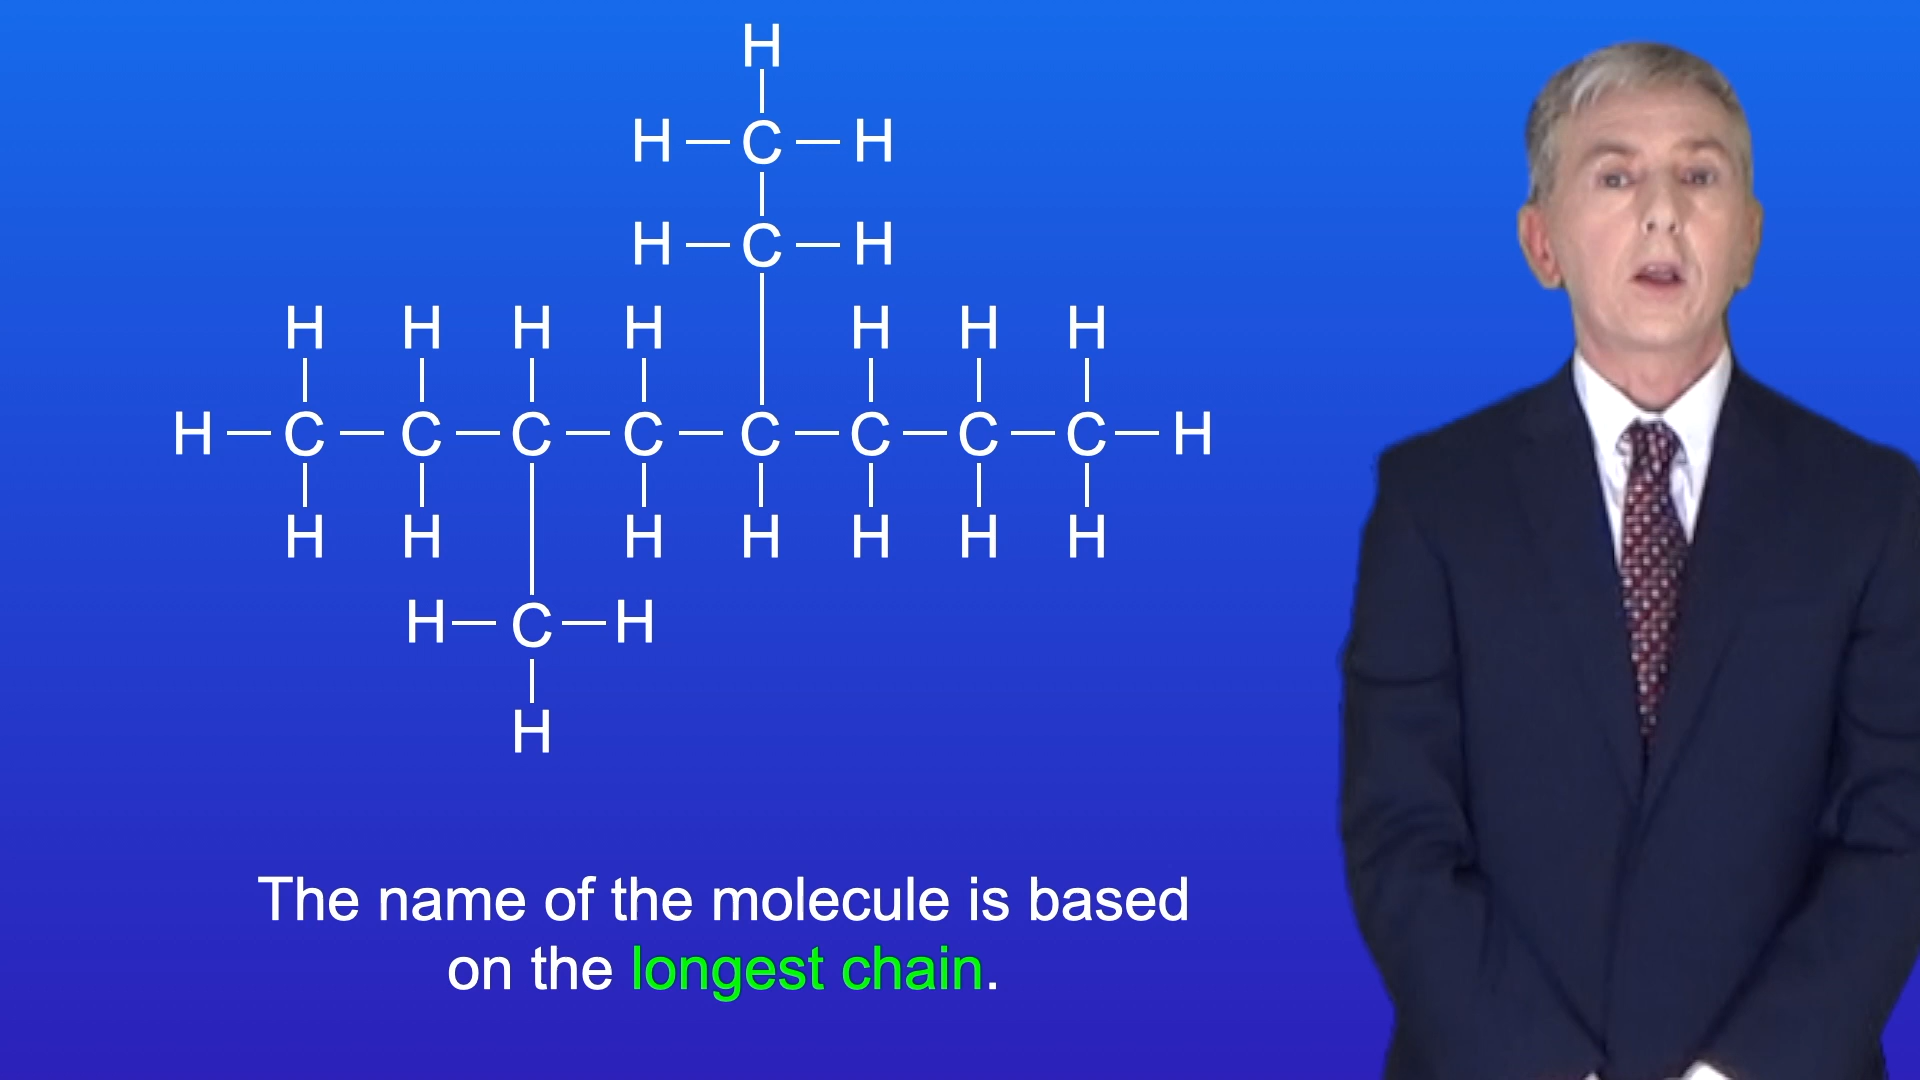 H
H–C–H
H–C–H
H H H H H H H
H–C–C–C–C–C–C–C–C–H
H H H H H H H
H–C–H
H
The name of the molecule is based
on the longest chain.